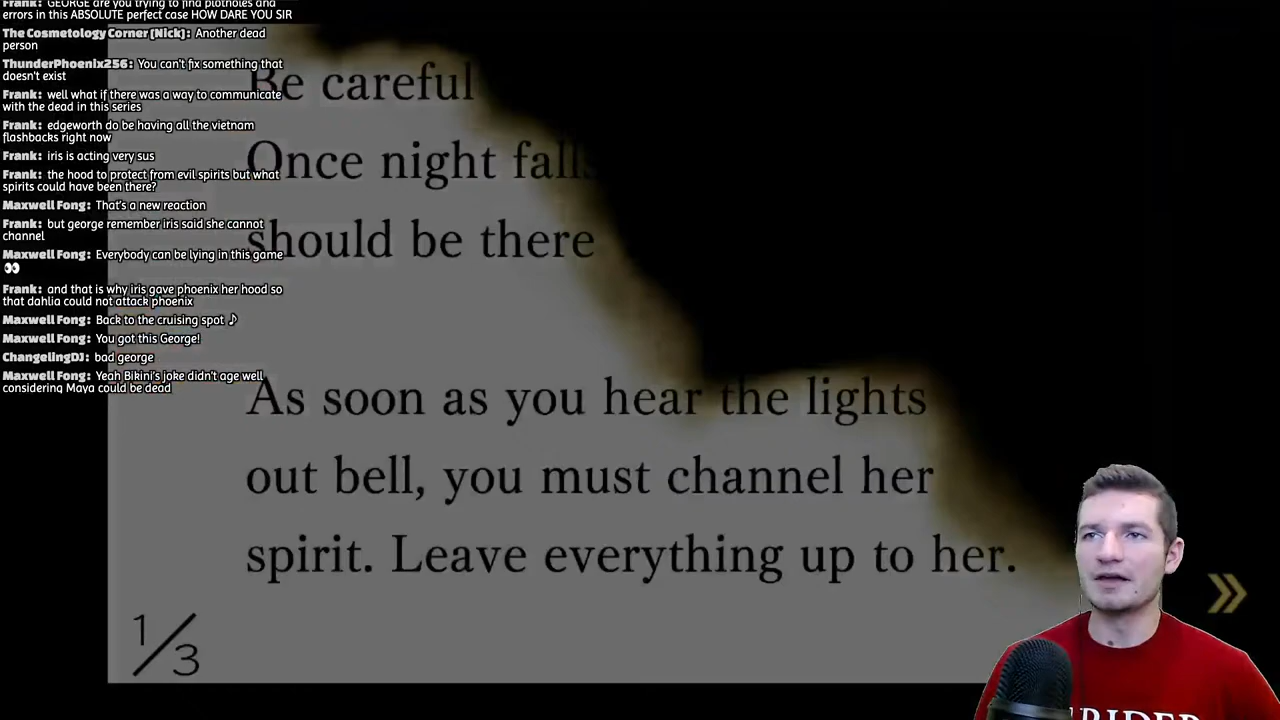 Frank: GEORGE are you trying to find plotholes and
errors in this ABSOLUTE perfect case HOW DARE YOU SIR
The Cosmetology Corner [Nick]: Another dead
person
ThunderPhoenix256: You can't fix something that
doesn't exist
Frank: well what if there was a way to communicate
with the dead in this series
Frank: edgeworth do be having all the vietnam
flashbacks right now
Frank: iris is acting very sus
Frank: the hood to protect from evil spirits but what
spirits could have been there?
Maxwell Fong: That's a new reaction
Frank: but george remember iris said she cannot
channel
Maxwell Fong: Everybody can be lying in this game
👀
Frank: and that is why iris gave phoenix her hood so
that dahlia could not attack phoenix
Maxwell Fong: Back to the cruising spot ♪
Maxwell Fong: You got this George!
ChangelingDJ: bad george
Maxwell Fong: Yeah Bikini's joke didn't age well
considering Maya could be dead
Be careful
Once night falls
should be there
As soon as you hear the lights
out bell, you must channel her
spirit. Leave everything up to her.
1/3